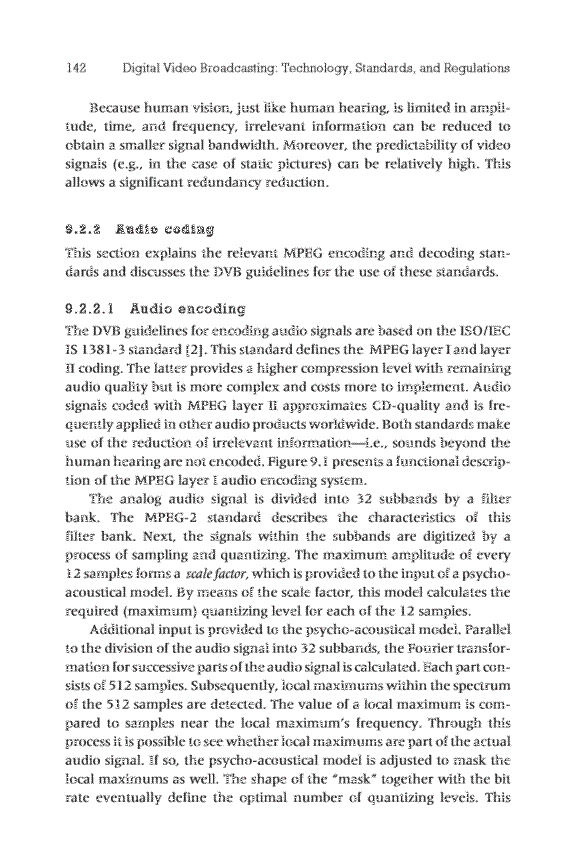 142 Digital Video Broadcasting: Technology, Standards, and Regulations
Because human vision, just like human hearing, is limited in ampli-
tude, time, and frequency, irrelevant information can be reduced to
obtain a smaller signal bandwidth. Moreover, the predictability of video
signals (e.g., in the case of static pictures) can be relatively high. This
allows a significant redundancy reduction.
9.2.2 Audio coding
This section explains the relevant MPEG encoding and decoding stan-
dards and discusses the DVB guidelines for the use of these standards.
9.2.2.1 Audio encoding
The DVB guidelines for encoding audio signals are based on the ISO/IEC
IS 1381-3 standard [2]. This standard defines the MPEG layer I and layer
II coding. The latter provides a higher compression level with remaining
audio quality but is more complex and costs more to implement. Audio
signals coded with MPEG layer II approximates CD-quality and is fre-
quently applied in other audio products worldwide. Both standards make
use of the reduction of irrelevant information—i.e., sounds beyond the
human hearing are not encoded. Figure 9.1 presents a functional descrip-
tion of the MPEG layer I audio encoding system.
The analog audio signal is divided into 32 subbands by a filter
bank. The MPEG-2 standard describes the characteristics of this
filter bank. Next, the signals within the subbands are digitized by a
process of sampling and quantizing. The maximum amplitude of every
12 samples forms a scale factor, which is provided to the input of a psycho-
acoustical model. By means of the scale factor, this model calculates the
required (maximum) quantizing level for each of the 12 samples.
Additional input is provided to the psycho-acoustical model. Parallel
to the division of the audio signal into 32 subbands, the Fourier transfor-
mation for successive parts of the audio signal is calculated. Each part con-
sists of 512 samples. Subsequently, local maximums within the spectrum
of the 512 samples are detected. The value of a local maximum is com-
pared to samples near the local maximum's frequency. Through this
process it is possible to see whether local maximums are part of the actual
audio signal. If so, the psycho-acoustical model is adjusted to mask the
local maximums as well. The shape of the "mask" together with the bit
rate eventually define the optimal number of quantizing levels. This